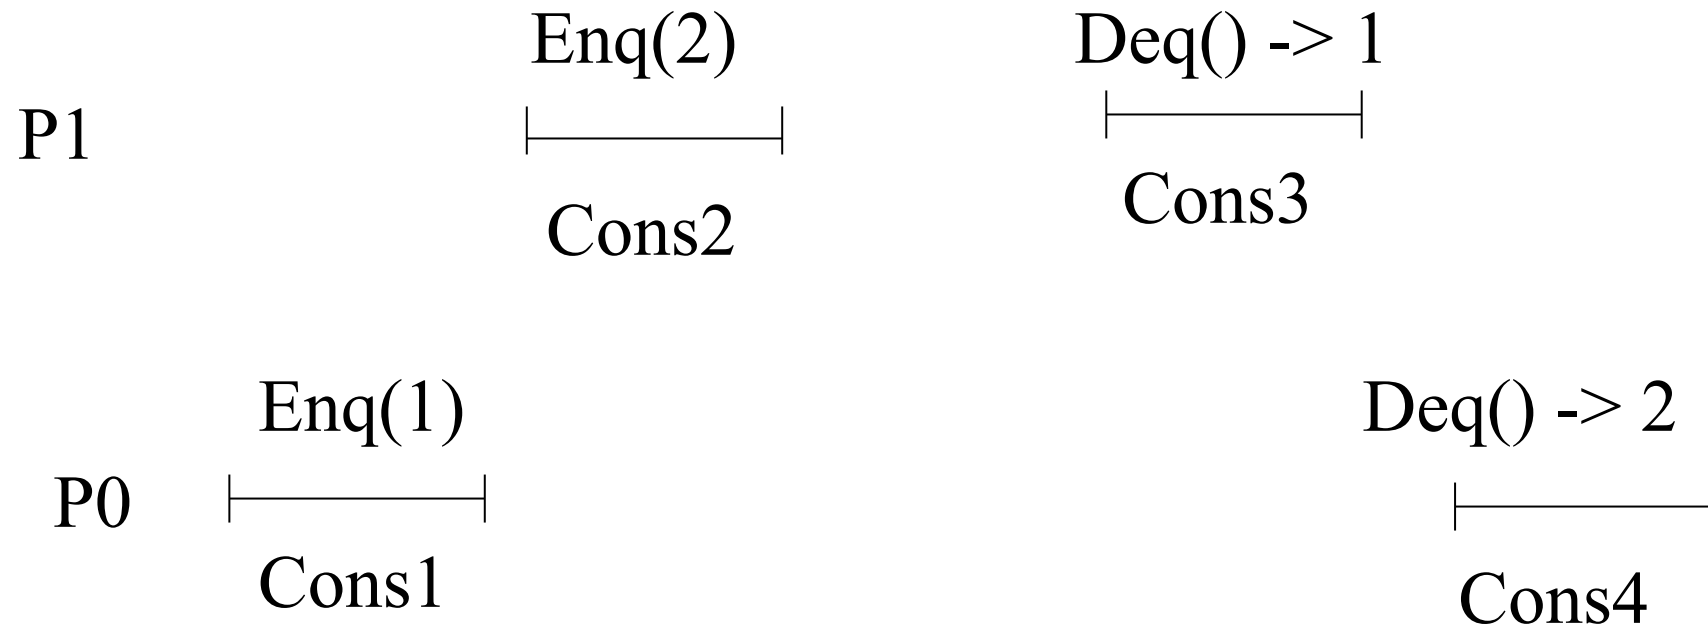 Enq(2)
Deq() -> 1
P1
Cons3
Cons2
Enq(1)
Deq() -> 2
P0
Cons1
Cons4